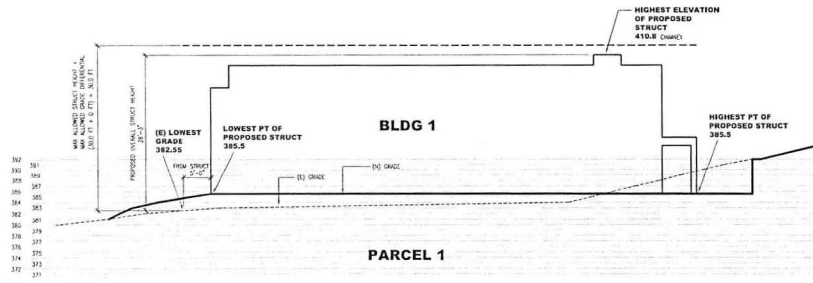 HIGHEST ELEVATION
OF PROPOSED
STRUCT
410.8 CHIMNEY
MAX ALLOWED STRUCT HEIGHT +
MAX ALLOWED GRADE DIFFERENTIAL
(30.0 FT + 0 FT) = 30.0 FT
PROPOSED OVERALL STRUCT HEIGHT
28'-3"
(E) LOWEST
GRADE
382.55
FROM STRUCT
5'-0"
LOWEST PT OF
PROPOSED STRUCT
385.5
BLDG 1
HIGHEST PT OF
PROPOSED STRUCT
385.5
(N) GRADE
(E) GRADE
392
391
390
389
388
387
386
385
384
383
382
381
380
379
378
377
376
375
374
373
372
371
PARCEL 1